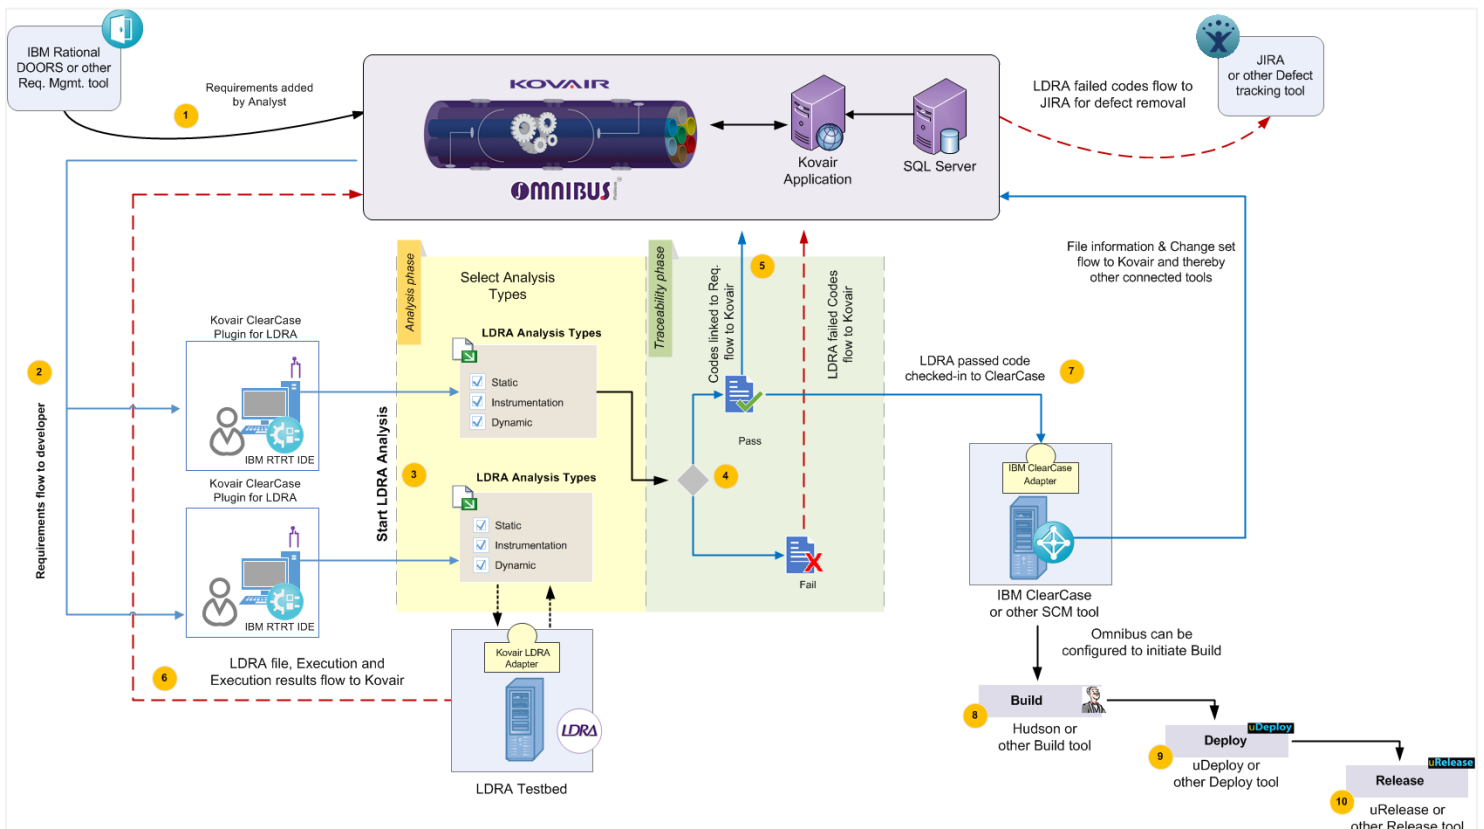 IBM Rational
DOORS or other
Req. Mgmt. tool
1
Requirements added
by Analyst
KOVAIR
OMNIBUS
Kovair
Application
SQL Server
LDRA failed codes flow to
JIRA for defect removal
JIRA
or other Defect
tracking tool
2
Requirements flow to developer
Kovair ClearCase
Plugin for LDRA
IBM RTRT IDE
Kovair ClearCase
Plugin for LDRA
IBM RTRT IDE
Analysis phase
Select Analysis
Types
Start LDRA Analysis
3
LDRA Analysis Types
Static
Instrumentation
Dynamic
LDRA Analysis Types
Static
Instrumentation
Dynamic
Traceability phase
4
Codes linked to Req.
flow to Kovair
5
LDRA failed Codes
flow to Kovair
Pass
Fail
File information & Change set
flow to Kovair and thereby
other connected tools
LDRA passed code
checked-in to ClearCase
7
IBM ClearCase
Adapter
IBM ClearCase
or other SCM tool
6
LDRA file, Execution and
Execution results flow to Kovair
Kovair LDRA
Adapter
LDRA
LDRA Testbed
Omnibus can be
configured to initiate Build
8
Build
Hudson or
other Build tool
9
uDeploy
Deploy
uDeploy or
other Deploy tool
10
uRelease
Release
uRelease or
other Release tool